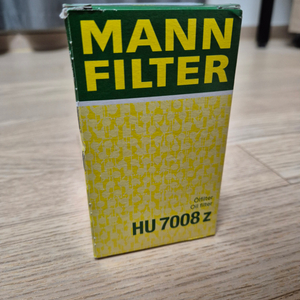 MANN
FILTER
Ölfilter
Oil filter
HU 7008 z